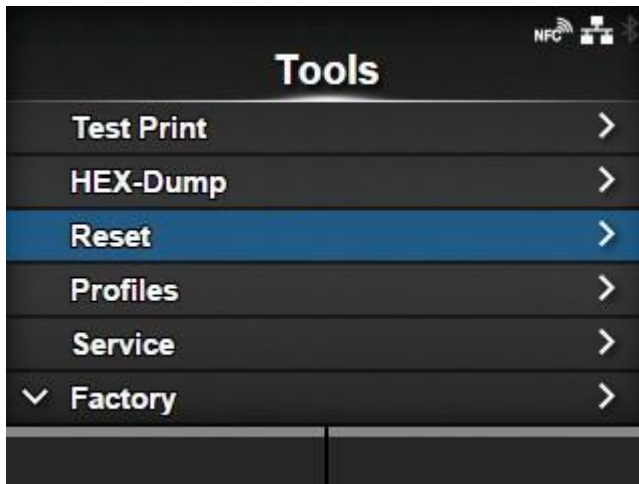 NFC
Tools
Test Print
HEX-Dump
Reset
Profiles
Service
Factory